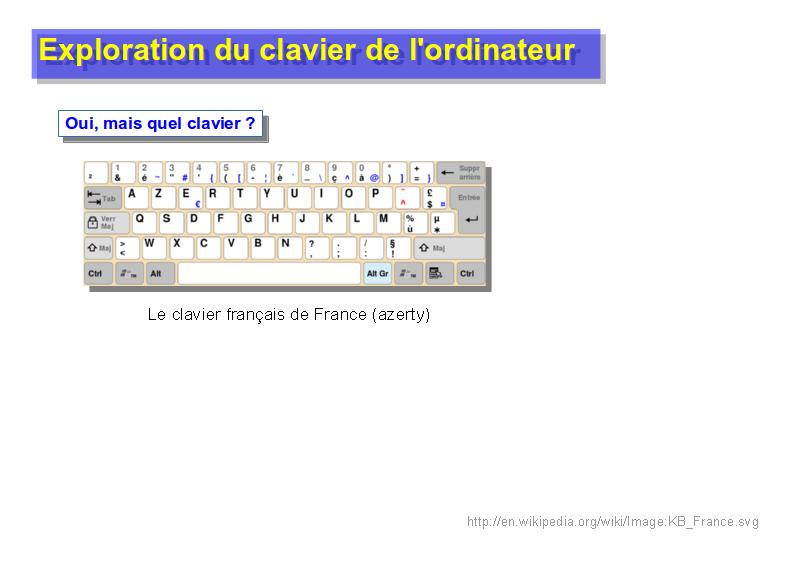 Exploration du clavier de l'ordinateur
Oui, mais quel clavier ?
² 1 & 2 é ~ 3 " # 4 ' { 5 ( [ 6 - ¦ 7 è ` 8 _ \ 9 ç ^ 0 à @ ° ) ] + = } Suppr arrière
Tab A Z E € R T Y U I O P ¨ ^ £ $ ¤ Entrée
Verr Maj Q S D F G H J K L M % ù µ *
Maj > < W X C V B N ? , . ; / : § ! Maj
Ctrl Alt Alt Gr Ctrl
Le clavier français de France (azerty)
http://en.wikipedia.org/wiki/Image:KB_France.svg